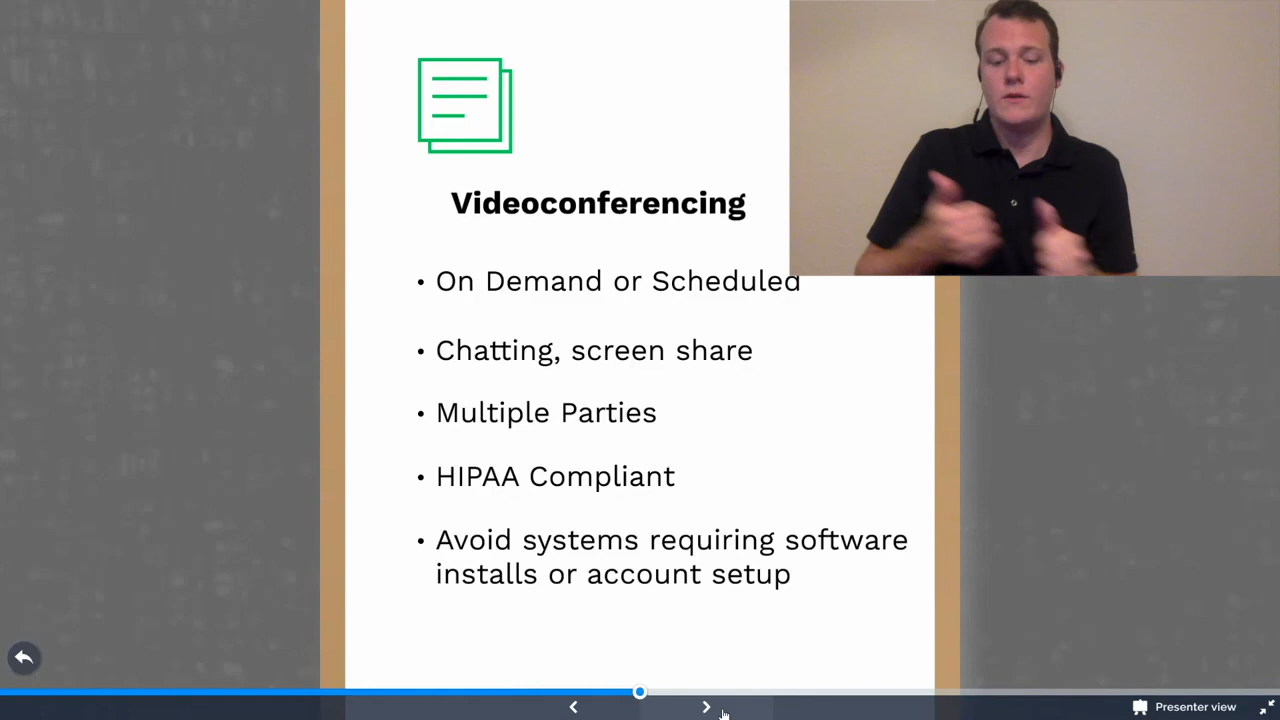 Videoconferencing
• On Demand or Scheduled
• Chatting, screen share
• Multiple Parties
• HIPAA Compliant
• Avoid systems requiring software
installs or account setup
Presenter view